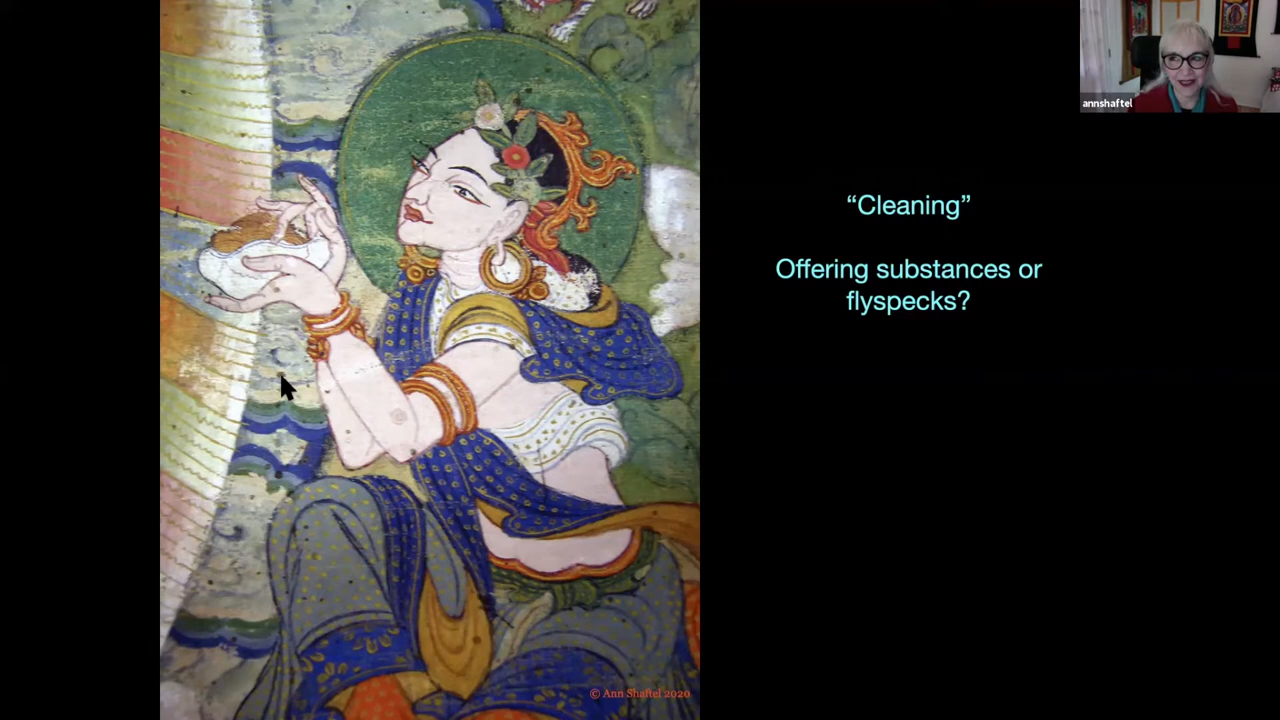 annshaftel
“Cleaning”
Offering substances or
flyspecks?
© Ann Shaftel 2020